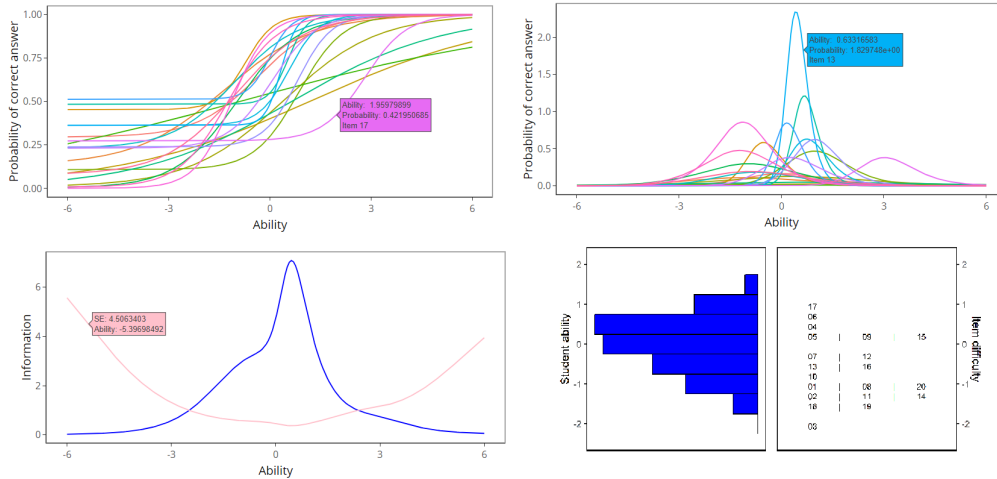 Probability of correct answer
1.00
0.75
0.50
0.25
0.00
Ability: 1.95979899
Probability: 0.421950685
Item 17
-6
-3
0
3
6
Ability
Probability of correct answer
2.0
1.5
1.0
0.5
0.0
Ability: 0.63316583
Probability: 1.829748e+00
Item 13
-6
-3
0
3
6
Ability
Information
6
4
2
0
SE: 4.5063403
Ability: -5.39698492
-6
-3
0
3
6
Ability
Student ability
2
1
0
-1
-2
17
06
04
05 | 09 | 15
07 | 12
13 | 16
10
01 | 08 | 20
02 | 11 | 14
18 | 19
03
2
1
0
-1
-2
Item difficulty